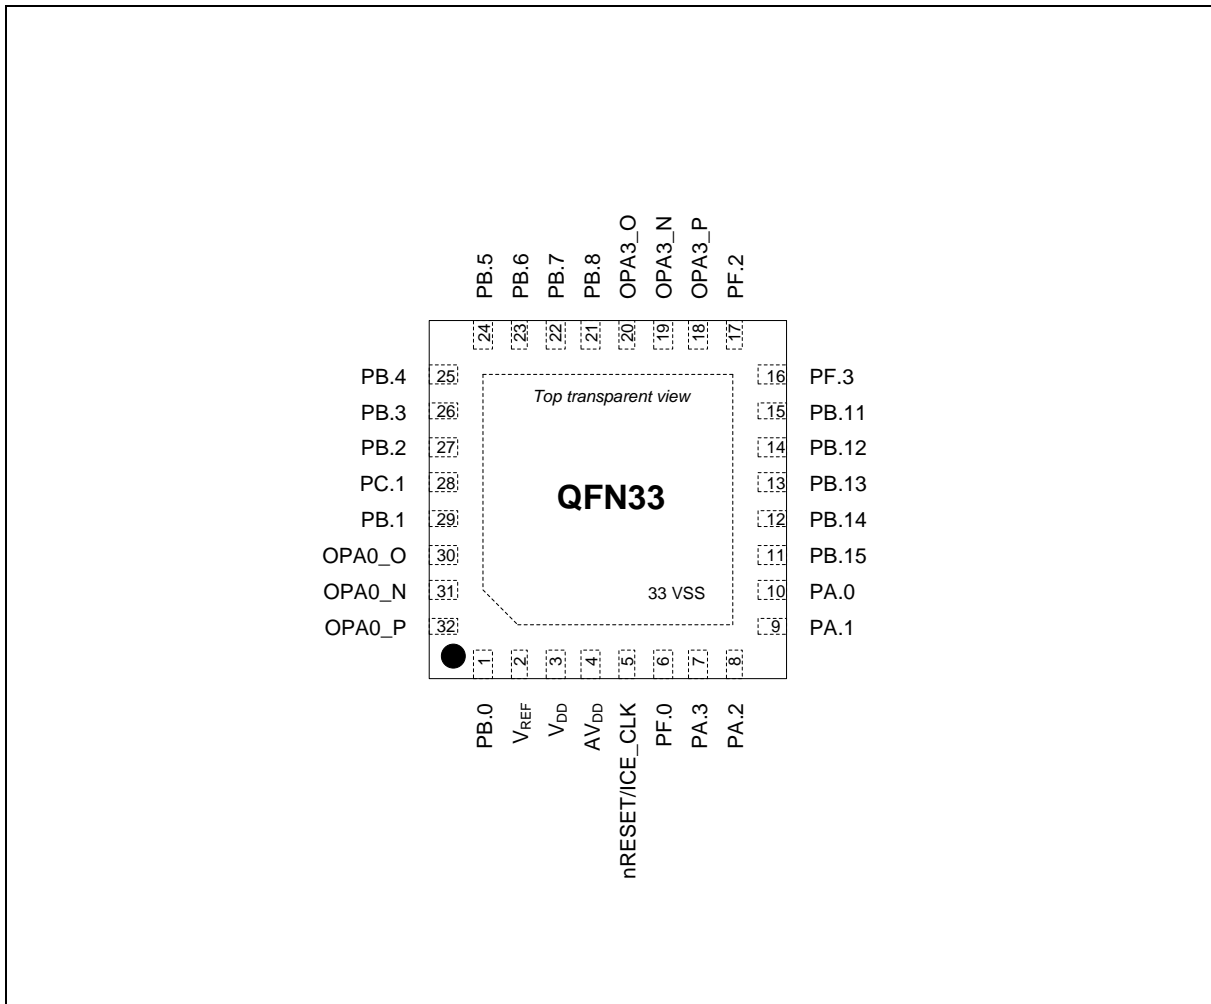 PB.5
PB.6
PB.7
PB.8
OPA3_O
OPA3_N
OPA3_P
PF.2
24
23
22
21
20
19
18
17
PB.4 25
PB.3 26
PB.2 27
PC.1 28
PB.1 29
OPA0_O 30
OPA0_N 31
OPA0_P 32
Top transparent view
QFN33
33 VSS
16 PF.3
15 PB.11
14 PB.12
13 PB.13
12 PB.14
11 PB.15
10 PA.0
9 PA.1
1
2
3
4
5
6
7
8
PB.0
VREF
VDD
AVDD
nRESET/ICE_CLK
PF.0
PA.3
PA.2